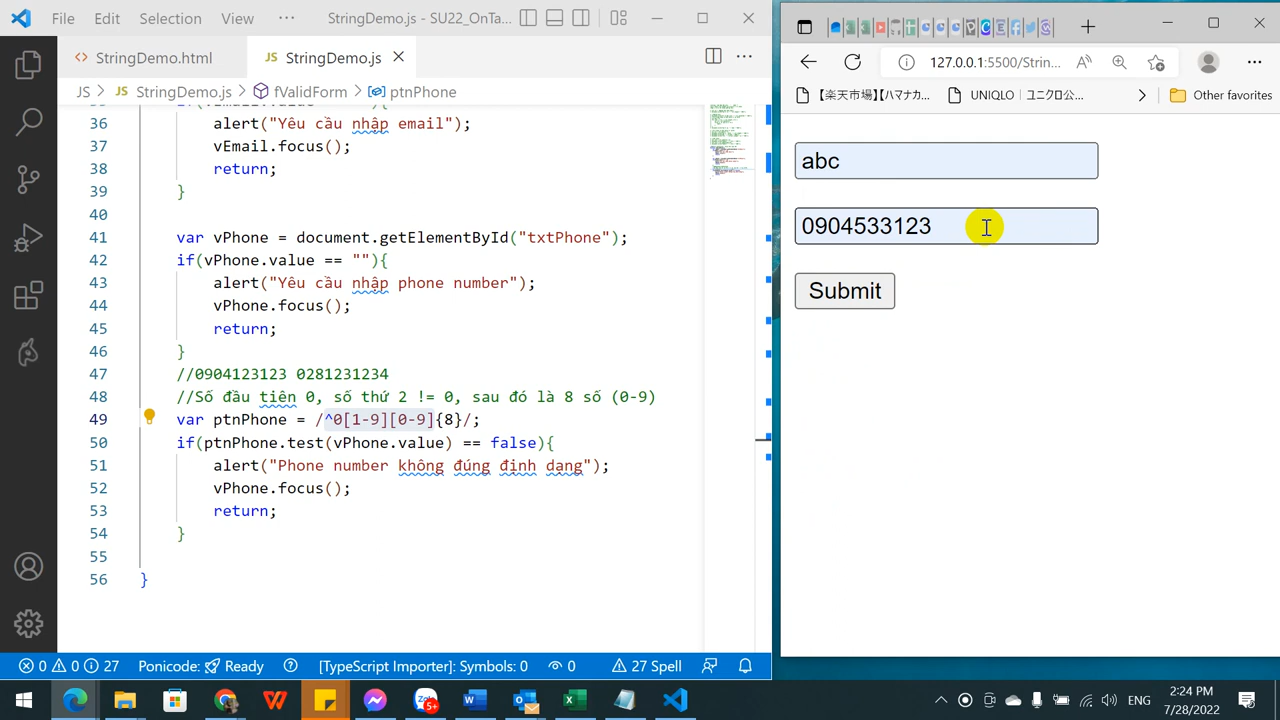 File Edit Selection View ··· StringDemo.js - SU22_OnTa...
StringDemo.html JS StringDemo.js
JS > JS StringDemo.js > fValidForm > ptnPhone
36 alert("Yêu cầu nhập email")
37 vEmail.focus();
38 return;
39 }
40
41 var vPhone = document.getElementById("txtPhone");
42 if(vPhone.value == ""){
43 alert("Yêu cầu nhập phone number");
44 vPhone.focus();
45 return;
46 }
47 //0904123123 0281231234
48 //Số đầu tiên 0, số thứ 2 != 0, sau đó là 8 số (0-9)
49 var ptnPhone = /^0[1-9][0-9]{8}/;
50 if(ptnPhone.test(vPhone.value) == false){
51 alert("Phone number không đúng định dạng");
52 vPhone.focus();
53 return;
54 }
55
56 }
0 0 27 Ponicode: Ready [TypeScript Importer]: Symbols: 0 0 27 Spell
127.0.0.1:5500/Strin...
【楽天市場】【ハマナカ... UNIQLO｜ユニクロ公... Other favorites
abc
0904533123
Submit
ENG 2:24 PM
7/28/2022